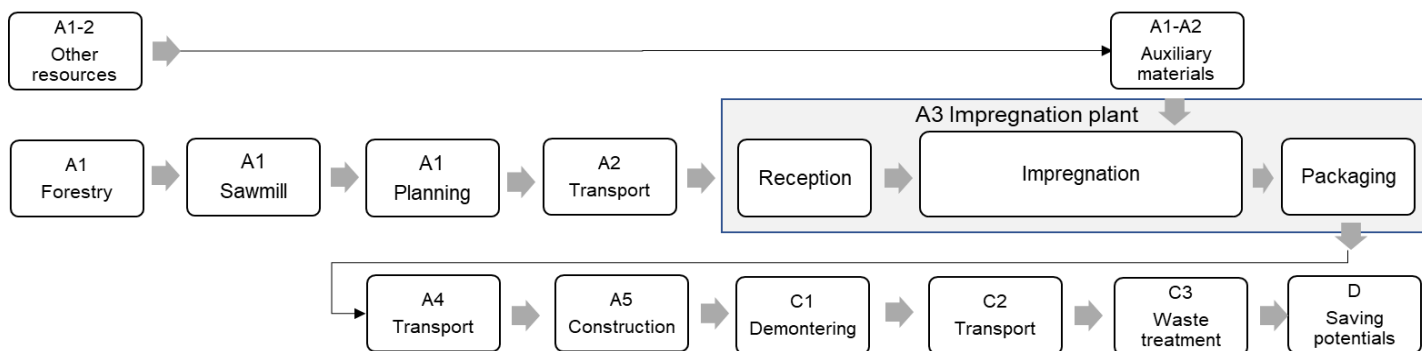 A1-2
Other
resources
A1-A2
Auxiliary
materials
A3 Impregnation plant
A1
Forestry
A1
Sawmill
A1
Planning
A2
Transport
Reception
Impregnation
Packaging
A4
Transport
A5
Construction
C1
Demontering
C2
Transport
C3
Waste
treatment
D
Saving
potentials